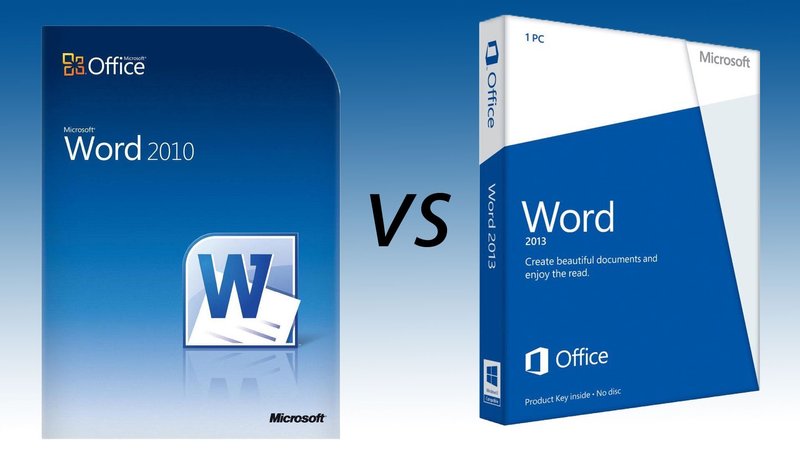 Microsoft®
Office
Microsoft®
Word 2010
W
Microsoft®
VS
Office
Word 2013
1 PC
Microsoft
Word
2013
Create beautiful documents and
enjoy the read.
Office
Product Key inside • No disc